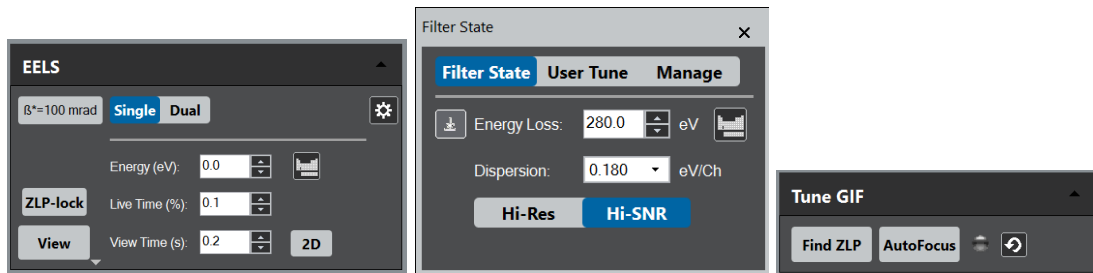 EELS
ß*=100 mrad Single Dual
Energy (eV): 0.0
ZLP-lock Live Time (%): 0.1
View View Time (s): 0.2 2D
Filter State
Filter State User Tune Manage
Energy Loss: 280.0 eV
Dispersion: 0.180 eV/Ch
Hi-Res Hi-SNR
Tune GIF
Find ZLP AutoFocus